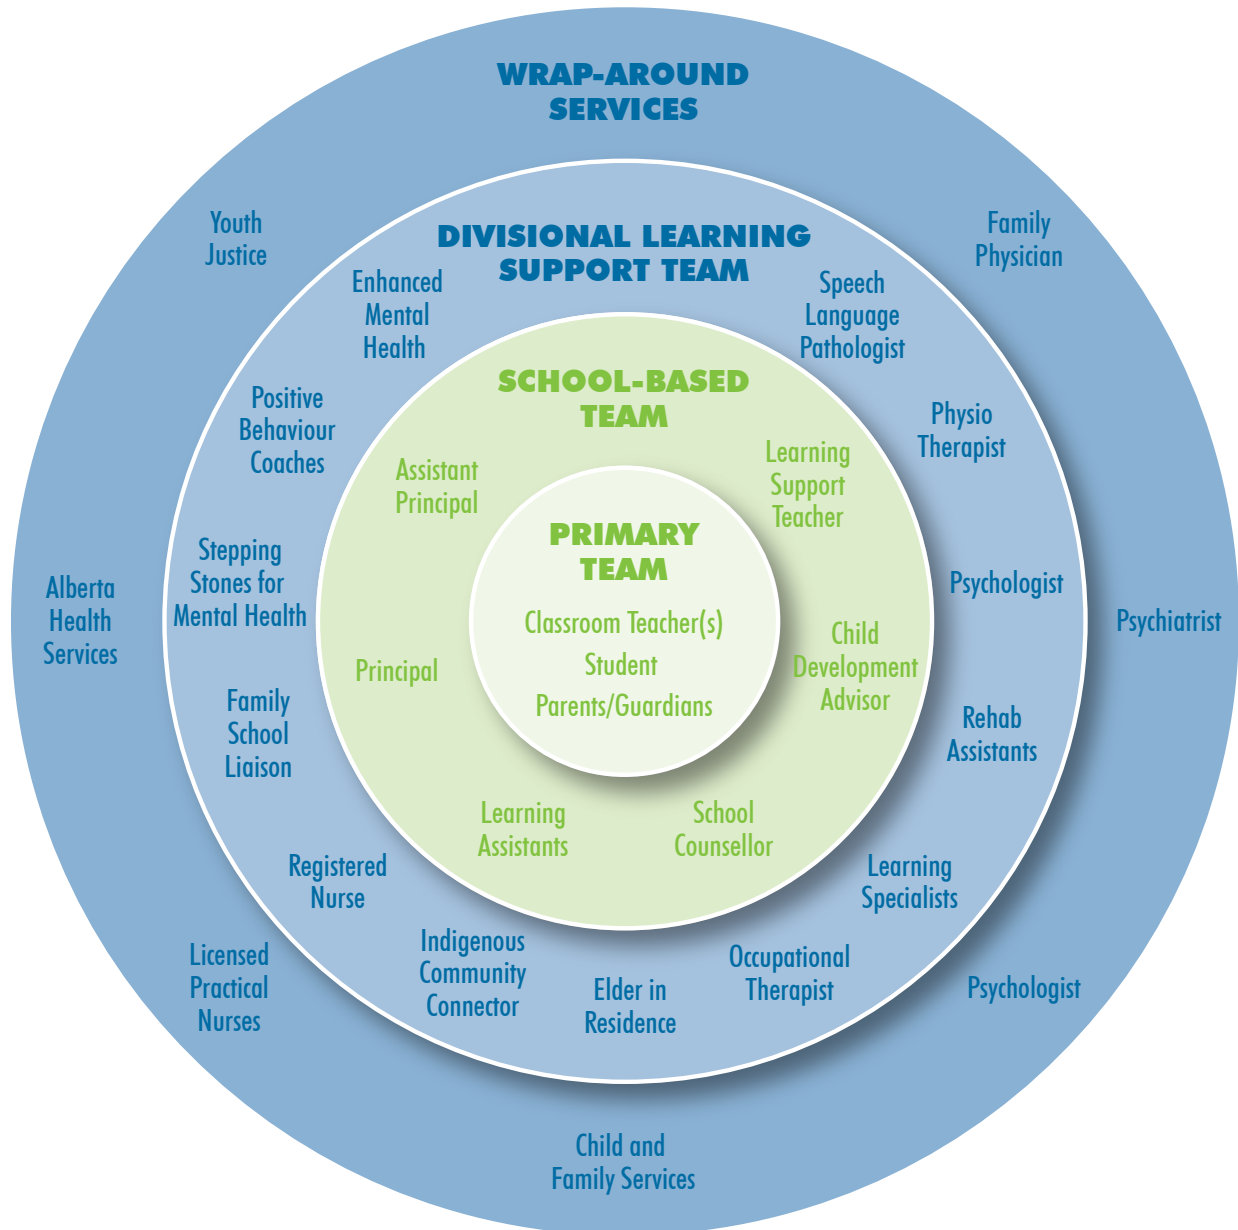 WRAP-AROUND
SERVICES
Youth
Justice
Family
Physician
Alberta
Health
Services
Psychiatrist
Licensed
Practical
Nurses
Psychologist
Child and
Family Services
DIVISIONAL LEARNING
SUPPORT TEAM
Enhanced
Mental
Health
Speech
Language
Pathologist
Positive
Behaviour
Coaches
Physio
Therapist
Stepping
Stones for
Mental Health
Psychologist
Family
School
Liaison
Rehab
Assistants
Registered
Nurse
Learning
Specialists
Indigenous
Community
Connector
Elder in
Residence
Occupational
Therapist
SCHOOL-BASED
TEAM
Assistant
Principal
Learning
Support
Teacher
Principal
Child
Development
Advisor
Learning
Assistants
School
Counsellor
PRIMARY
TEAM
Classroom Teacher(s)
Student
Parents/Guardians